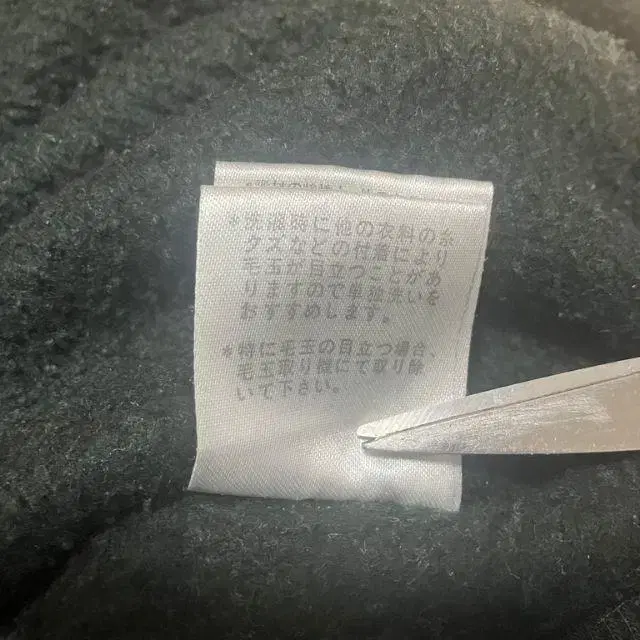 ＊洗濯時に他の衣料の糸
クズなどの付着により
毛玉が目立つことがあ
りますので単独洗いを
おすすめします。
＊特に毛玉の目立つ場合、
毛玉取り機にて取り除
いて下さい。